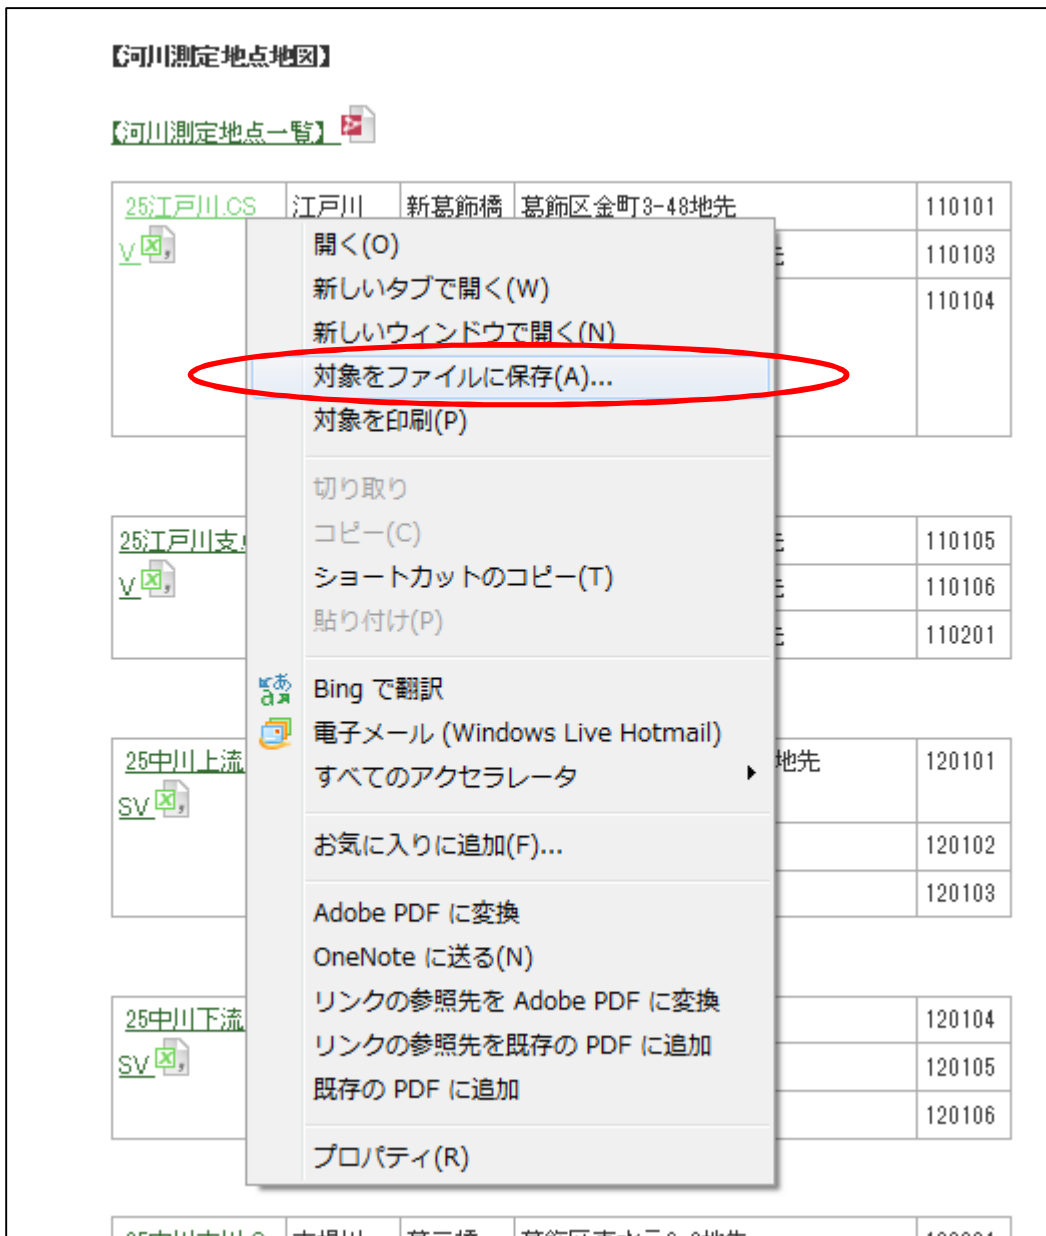 【河川測定地点地図】
【河川測定地点一覧】
25江戸川.CS
V
江戸川
新葛飾橋
葛飾区金町3-48地先
110101
110103
110104
開く(O)
新しいタブで開く(W)
新しいウィンドウで開く(N)
対象をファイルに保存(A)...
対象を印刷(P)
切り取り
コピー(C)
ショートカットのコピー(T)
貼り付け(P)
Bing で翻訳
電子メール (Windows Live Hotmail)
すべてのアクセラレータ
お気に入りに追加(F)...
Adobe PDF に変換
OneNote に送る(N)
リンクの参照先を Adobe PDF に変換
リンクの参照先を既存の PDF に追加
既存の PDF に追加
プロパティ(R)
25江戸川支
V
110105
110106
110201
25中川上流
SV
地先
120101
120102
120103
25中川下流
SV
120104
120105
120106